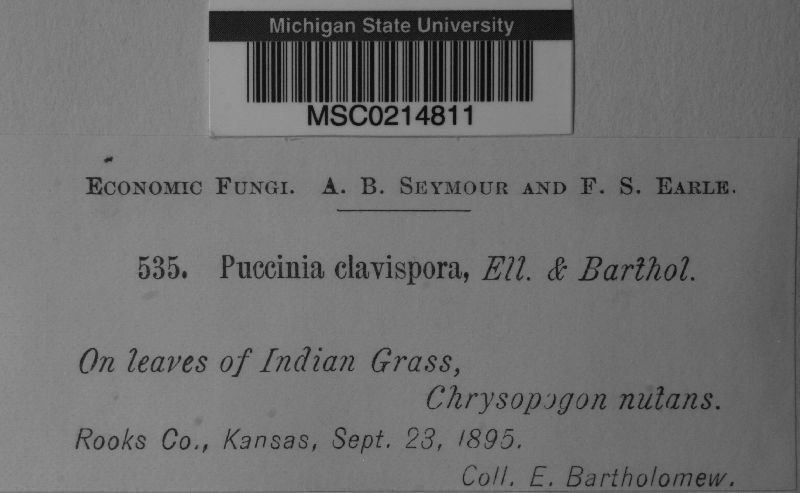 Michigan State University
MSC0214811
Economic Fungi. A. B. Seymour and F. S. Earle.
535. Puccinia clavispora, Ell. & Barthol.
On leaves of Indian Grass,
Chrysopogon nutans.
Rooks Co., Kansas, Sept. 23, 1895.
Coll. E. Bartholomew.